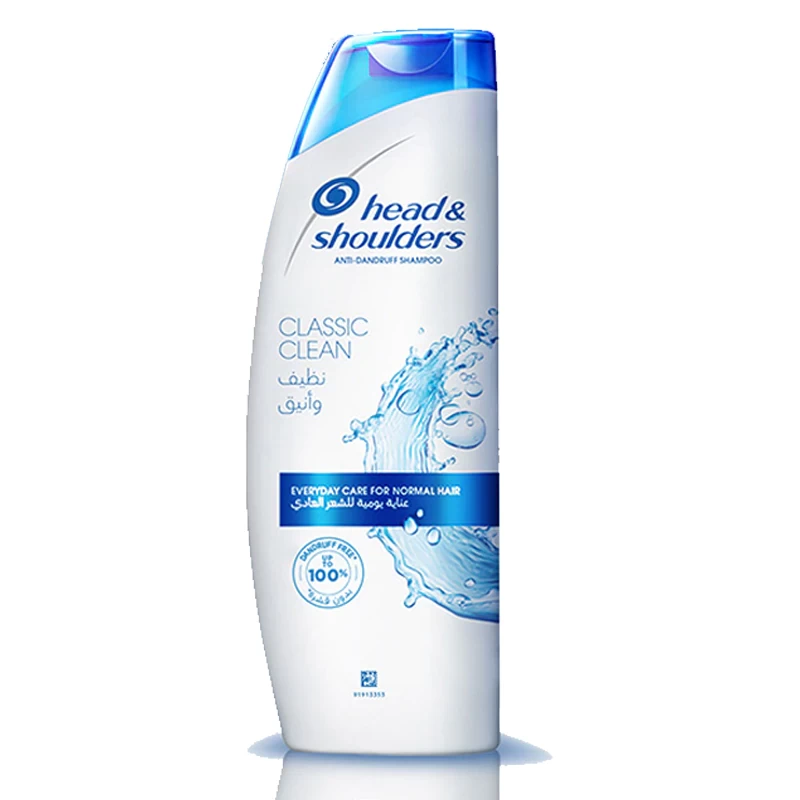 head &
shoulders
ANTI-DANDRUFF SHAMPOO
CLASSIC
CLEAN
نظيف
وأنيق
EVERYDAY CARE FOR NORMAL HAIR
عناية يومية للشعر العادي
DANDRUFF FREE*
UP
TO
100%
بدون قشرة*
91913353